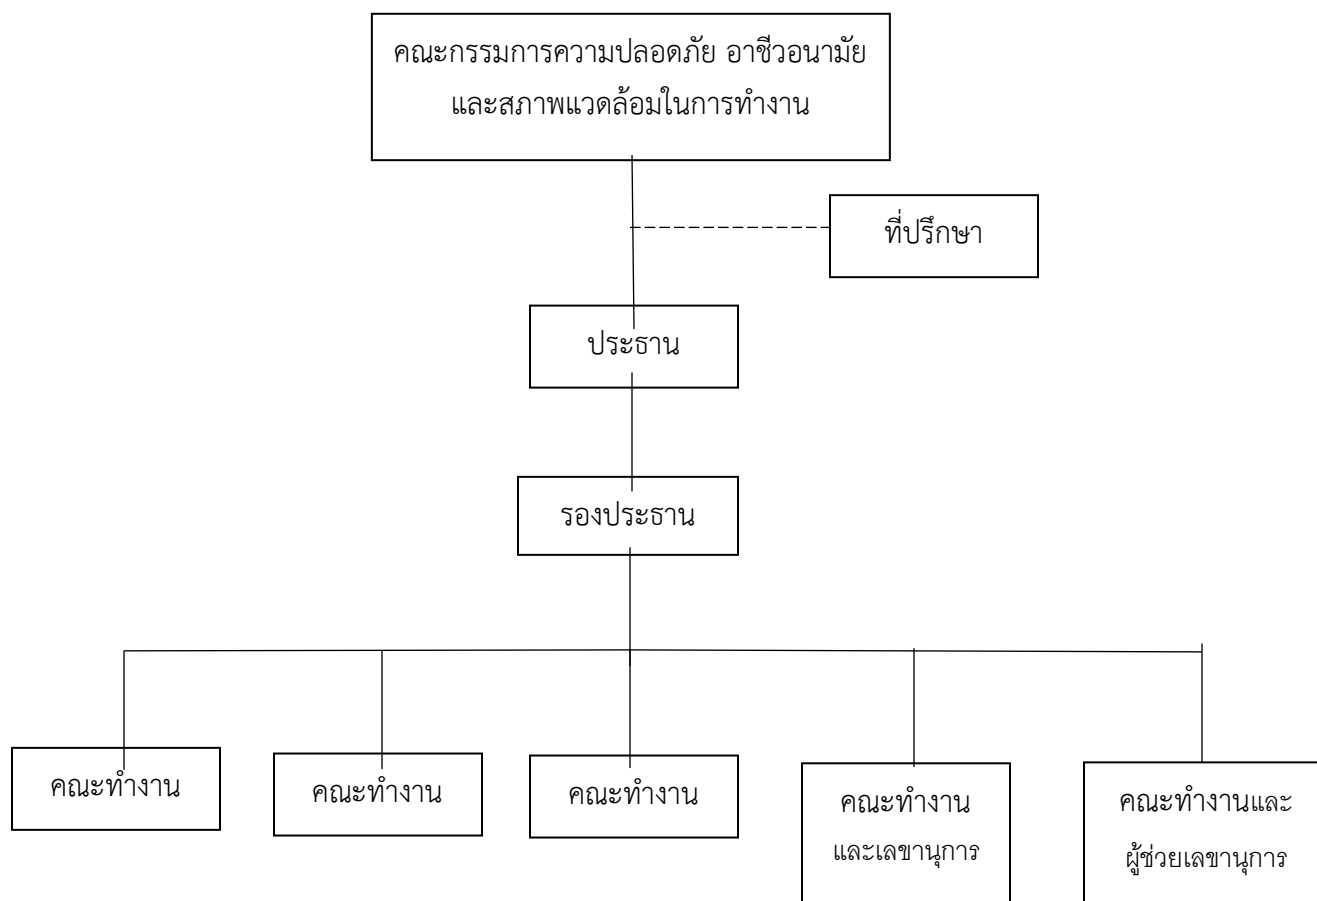 คณะกรรมการความปลอดภัย อาชีวอนามัย
และสภาพแวดล้อมในการทำงาน
ที่ปรึกษา
ประธาน
รองประธาน
คณะทำงาน
คณะทำงาน
คณะทำงาน
คณะทำงาน
และเลขานุการ
คณะทำงานและ
ผู้ช่วยเลขานุการ